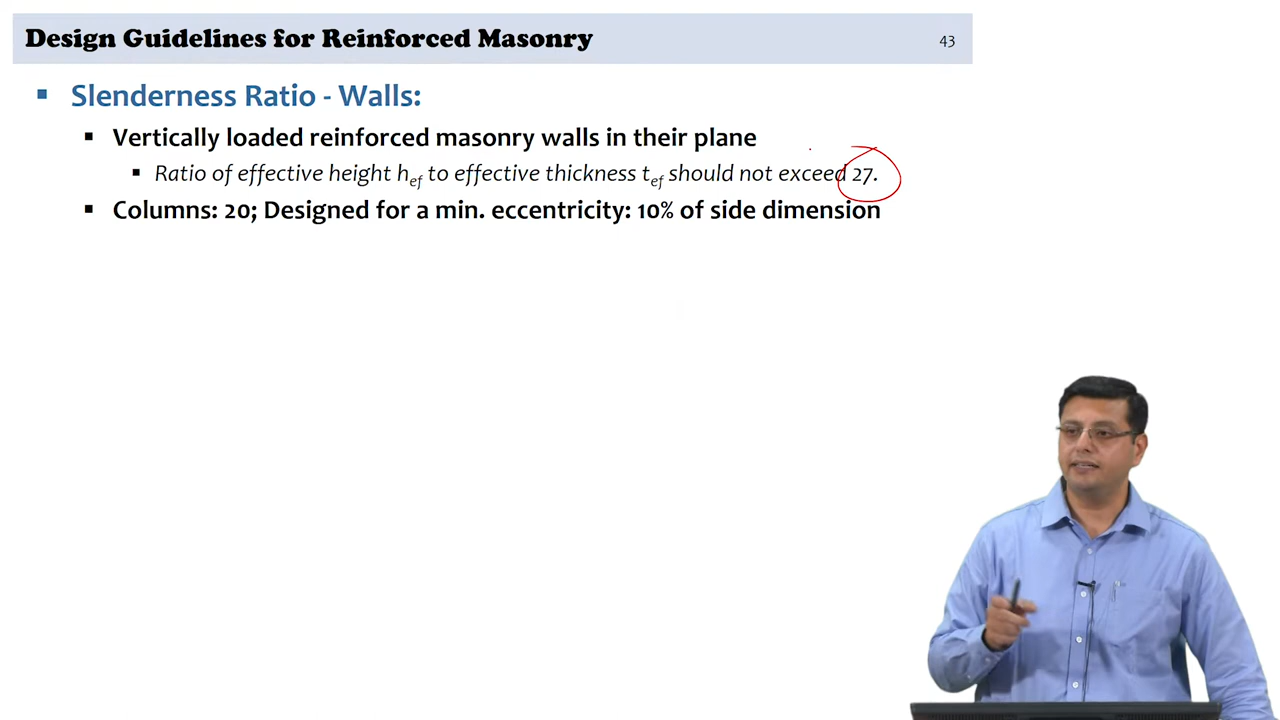 Design Guidelines for Reinforced Masonry
43
▪ Slenderness Ratio - Walls:
▪ Vertically loaded reinforced masonry walls in their plane
▪ Ratio of effective height hef to effective thickness tef should not exceed 27.
▪ Columns: 20; Designed for a min. eccentricity: 10% of side dimension